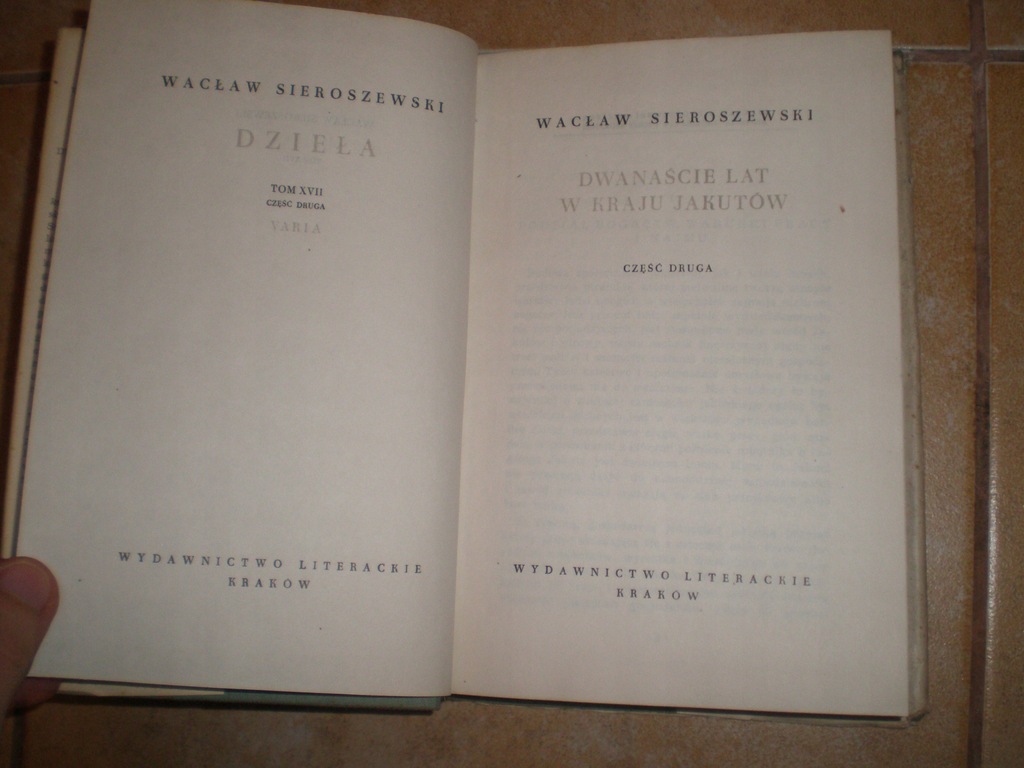 WACŁAW SIEROSZEWSKI
DZIEŁA
TOM XVII
CZĘŚĆ DRUGA
VARIA
WYDAWNICTWO LITERACKIE
KRAKÓW
WACŁAW SIEROSZEWSKI
DWANAŚCIE LAT
W KRAJU JAKUTÓW
CZĘŚĆ DRUGA
WYDAWNICTWO LITERACKIE
KRAKÓW